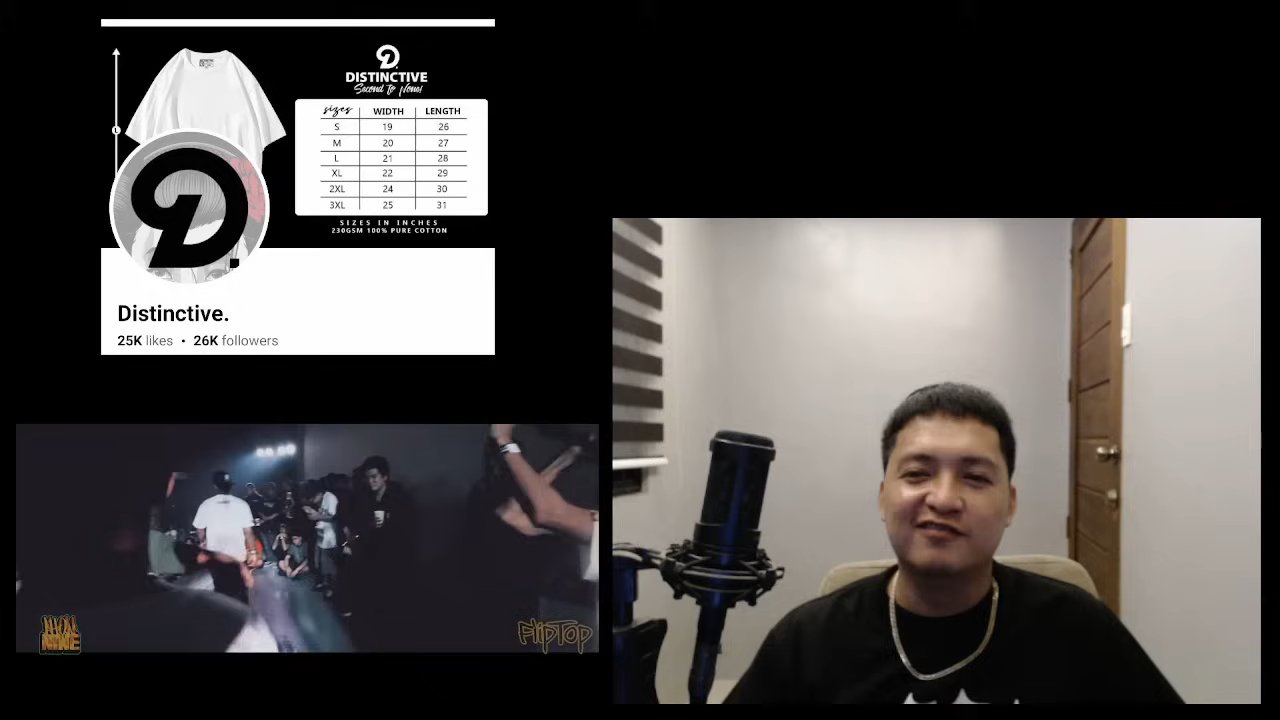 DISTINCTIVE
Second To None!
sizes WIDTH LENGTH
S 19 26
M 20 27
L 21 28
XL 22 29
2XL 24 30
3XL 25 31
SIZES IN INCHES
230GSM 100% PURE COTTON
Distinctive.
25K likes • 26K followers
NINE
FlipTop